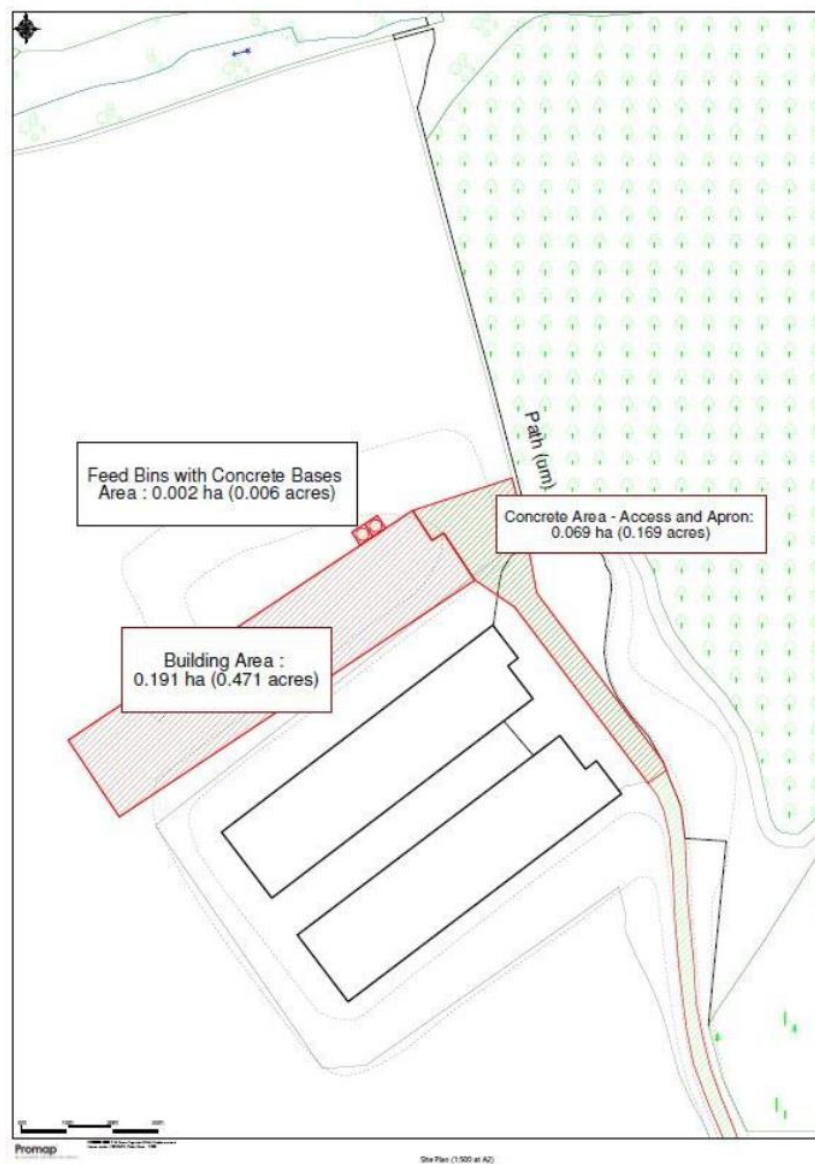 Path (um)
Feed Bins with Concrete Bases
Area : 0.002 ha (0.006 acres)
Concrete Area - Access and Apron:
0.069 ha (0.169 acres)
Building Area :
0.191 ha (0.471 acres)
Promap
Site Plan (1:500 at A2)